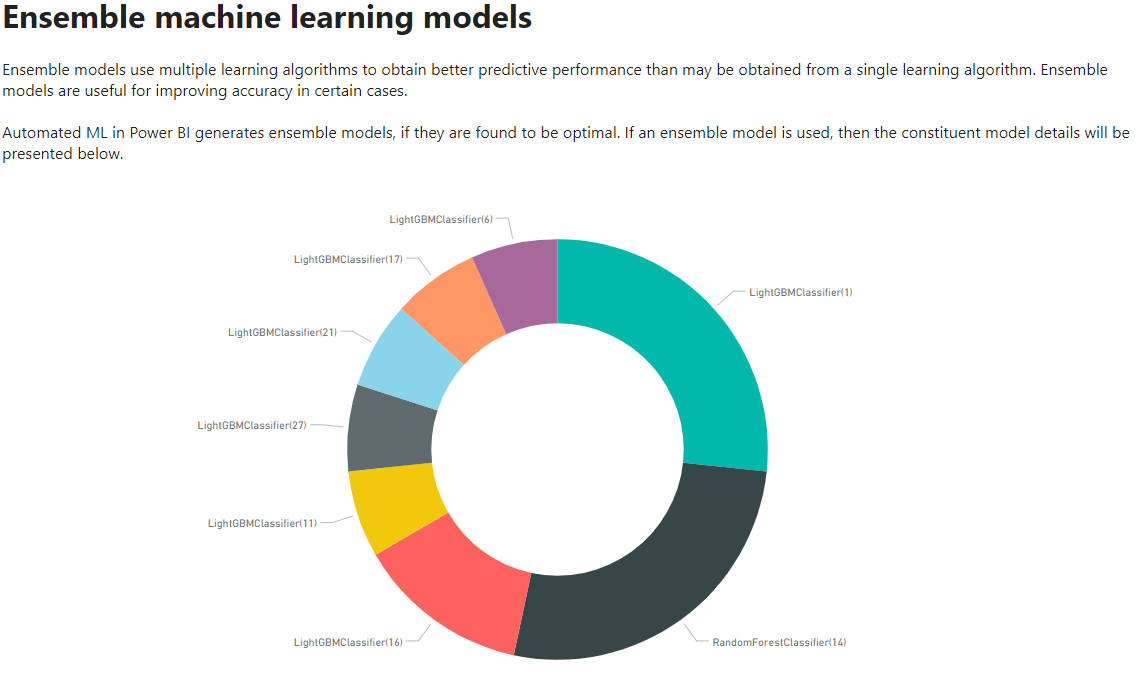 Ensemble machine learning models
Ensemble models use multiple learning algorithms to obtain better predictive performance than may be obtained from a single learning algorithm. Ensemble
models are useful for improving accuracy in certain cases.
Automated ML in Power BI generates ensemble models, if they are found to be optimal. If an ensemble model is used, then the constituent model details will be
presented below.
LightGBMClassifier(6)
LightGBMClassifier(17)
LightGBMClassifier(1)
LightGBMClassifier(21)
LightGBMClassifier(27)
LightGBMClassifier(11)
LightGBMClassifier(16)
RandomForestClassifier(14)